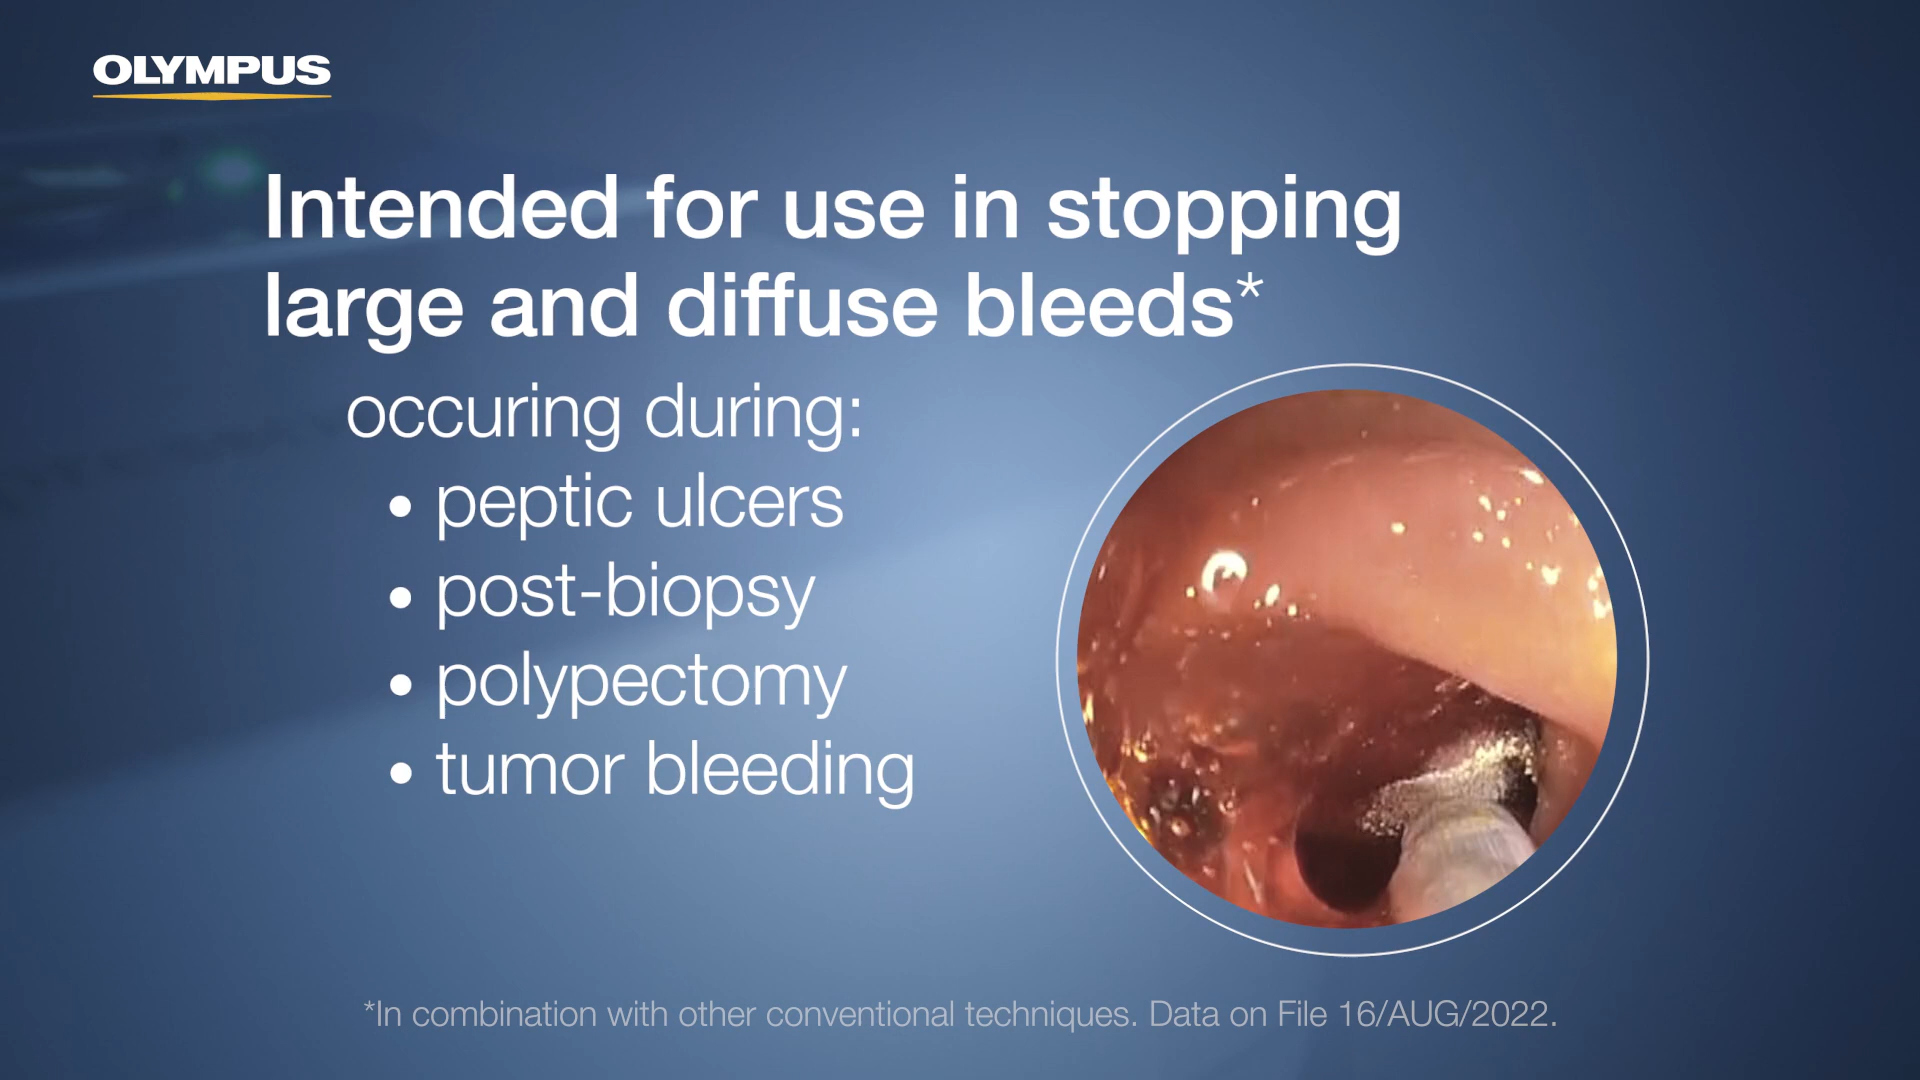 OLYMPUS
Intended for use in stopping
large and diffuse bleeds*
occuring during:
• peptic ulcers
• post-biopsy
• polypectomy
• tumor bleeding
*In combination with other conventional techniques. Data on File 16/AUG/2022.